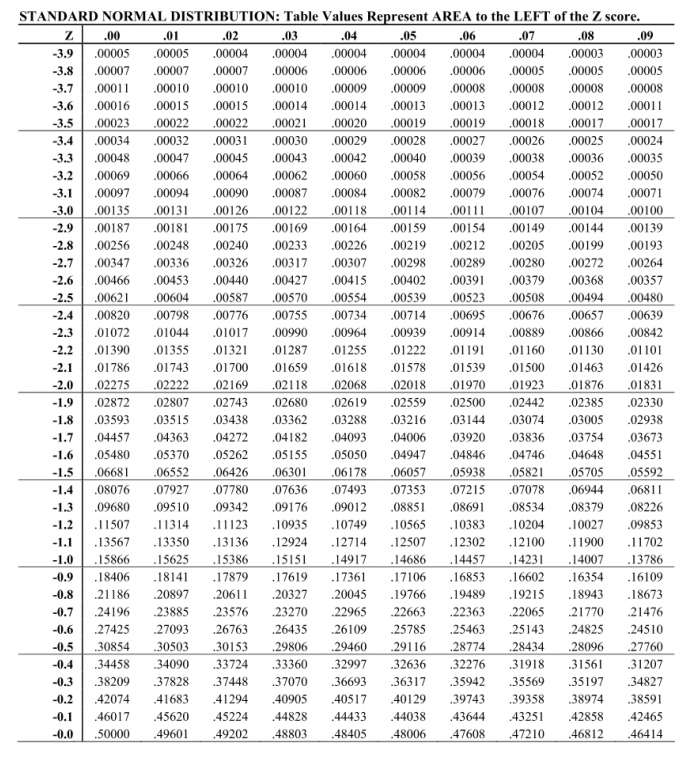 STANDARD NORMAL DISTRIBUTION: Table Values Represent AREA to the LEFT of the Z score.
Z .00 .01 .02 .03 .04 .05 .06 .07 .08 .09
-3.9 .00005 .00005 .00004 .00004 .00004 .00004 .00004 .00004 .00003 .00003
-3.8 .00007 .00007 .00007 .00006 .00006 .00006 .00006 .00005 .00005 .00005
-3.7 .00011 .00010 .00010 .00010 .00009 .00009 .00008 .00008 .00008 .00008
-3.6 .00016 .00015 .00015 .00014 .00014 .00013 .00013 .00012 .00012 .00011
-3.5 .00023 .00022 .00022 .00021 .00020 .00019 .00019 .00018 .00017 .00017
-3.4 .00034 .00032 .00031 .00030 .00029 .00028 .00027 .00026 .00025 .00024
-3.3 .00048 .00047 .00045 .00043 .00042 .00040 .00039 .00038 .00036 .00035
-3.2 .00069 .00066 .00064 .00062 .00060 .00058 .00056 .00054 .00052 .00050
-3.1 .00097 .00094 .00090 .00087 .00084 .00082 .00079 .00076 .00074 .00071
-3.0 .00135 .00131 .00126 .00122 .00118 .00114 .00111 .00107 .00104 .00100
-2.9 .00187 .00181 .00175 .00169 .00164 .00159 .00154 .00149 .00144 .00139
-2.8 .00256 .00248 .00240 .00233 .00226 .00219 .00212 .00205 .00199 .00193
-2.7 .00347 .00336 .00326 .00317 .00307 .00298 .00289 .00280 .00272 .00264
-2.6 .00466 .00453 .00440 .00427 .00415 .00402 .00391 .00379 .00368 .00357
-2.5 .00621 .00604 .00587 .00570 .00554 .00539 .00523 .00508 .00494 .00480
-2.4 .00820 .00798 .00776 .00755 .00734 .00714 .00695 .00676 .00657 .00639
-2.3 .01072 .01044 .01017 .00990 .00964 .00939 .00914 .00889 .00866 .00842
-2.2 .01390 .01355 .01321 .01287 .01255 .01222 .01191 .01160 .01130 .01101
-2.1 .01786 .01743 .01700 .01659 .01618 .01578 .01539 .01500 .01463 .01426
-2.0 .02275 .02222 .02169 .02118 .02068 .02018 .01970 .01923 .01876 .01831
-1.9 .02872 .02807 .02743 .02680 .02619 .02559 .02500 .02442 .02385 .02330
-1.8 .03593 .03515 .03438 .03362 .03288 .03216 .03144 .03074 .03005 .02938
-1.7 .04457 .04363 .04272 .04182 .04093 .04006 .03920 .03836 .03754 .03673
-1.6 .05480 .05370 .05262 .05155 .05050 .04947 .04846 .04746 .04648 .04551
-1.5 .06681 .06552 .06426 .06301 .06178 .06057 .05938 .05821 .05705 .05592
-1.4 .08076 .07927 .07780 .07636 .07493 .07353 .07215 .07078 .06944 .06811
-1.3 .09680 .09510 .09342 .09176 .09012 .08851 .08691 .08534 .08379 .08226
-1.2 .11507 .11314 .11123 .10935 .10749 .10565 .10383 .10204 .10027 .09853
-1.1 .13567 .13350 .13136 .12924 .12714 .12507 .12302 .12100 .11900 .11702
-1.0 .15866 .15625 .15386 .15151 .14917 .14686 .14457 .14231 .14007 .13786
-0.9 .18406 .18141 .17879 .17619 .17361 .17106 .16853 .16602 .16354 .16109
-0.8 .21186 .20897 .20611 .20327 .20045 .19766 .19489 .19215 .18943 .18673
-0.7 .24196 .23885 .23576 .23270 .22965 .22663 .22363 .22065 .21770 .21476
-0.6 .27425 .27093 .26763 .26435 .26109 .25785 .25463 .25143 .24825 .24510
-0.5 .30854 .30503 .30153 .29806 .29460 .29116 .28774 .28434 .28096 .27760
-0.4 .34458 .34090 .33724 .33360 .32997 .32636 .32276 .31918 .31561 .31207
-0.3 .38209 .37828 .37448 .37070 .36693 .36317 .35942 .35569 .35197 .34827
-0.2 .42074 .41683 .41294 .40905 .40517 .40129 .39743 .39358 .38974 .38591
-0.1 .46017 .45620 .45224 .44828 .44433 .44038 .43644 .43251 .42858 .42465
-0.0 .50000 .49601 .49202 .48803 .48405 .48006 .47608 .47210 .46812 .46414